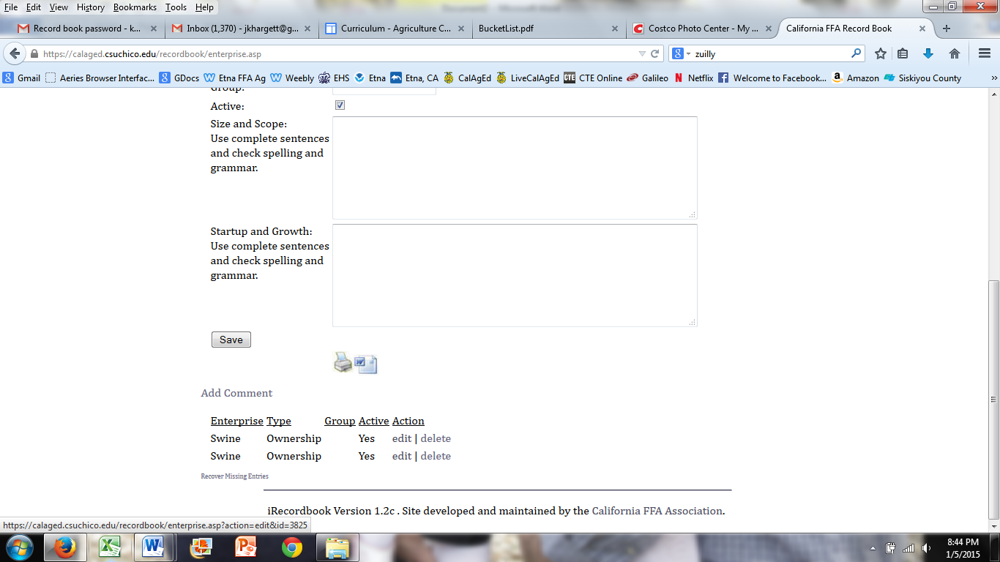 Document2 - Microsoft Word
File Edit View History Bookmarks Tools Help
Record book password - k... Inbox (1,370) - jkhargett@g... Curriculum - Agriculture C... BucketList.pdf Costco Photo Center - My ... California FFA Record Book
https://calaged.csuchico.edu/recordbook/enterprise.asp zuilly
Gmail Aeries Browser Interfac... GDocs Etna FFA Ag Weebly EHS Etna Etna, CA CalAgEd LiveCalAgEd CTE Online Galileo Netflix Welcome to Facebook... Amazon Siskiyou County
Group:
Active:
Size and Scope:
Use complete sentences
and check spelling and
grammar.
Startup and Growth:
Use complete sentences
and check spelling and
grammar.
Save
Add Comment
Enterprise Type Group Active Action
Swine Ownership Yes edit | delete
Swine Ownership Yes edit | delete
Recover Missing Entries
iRecordbook Version 1.2c . Site developed and maintained by the California FFA Association.
https://calaged.csuchico.edu/recordbook/enterprise.asp?action=edit&id=3825
8:44 PM
1/5/2015